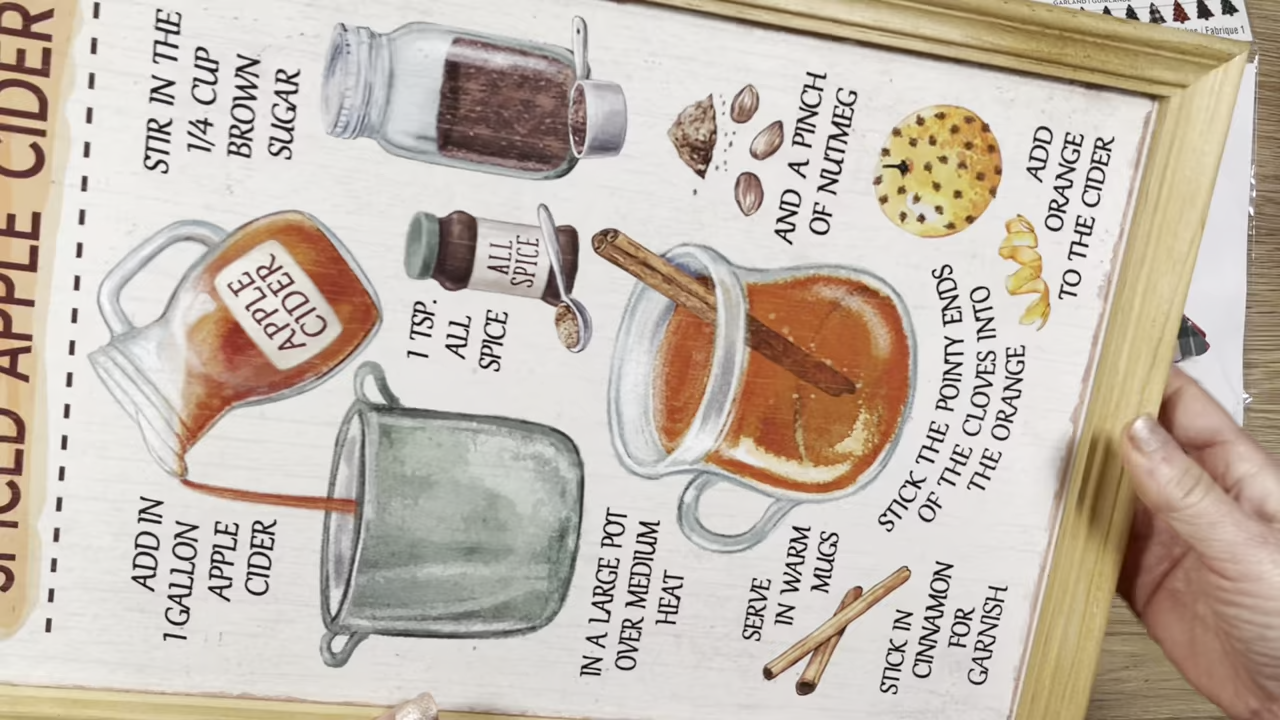 SPICED APPLE CIDER
ADD IN
1 GALLON
APPLE
CIDER
APPLE
CIDER
STIR IN THE
1/4 CUP
BROWN
SUGAR
1 TSP.
ALL
SPICE
ALL
SPICE
IN A LARGE POT
OVER MEDIUM
HEAT
AND A PINCH
OF NUTMEG
SERVE
IN WARM
MUGS
STICK IN
CINNAMON
FOR
GARNISH
STICK THE POINTY ENDS
OF THE CLOVES INTO
THE ORANGE
ADD
ORANGE
TO THE CIDER
/ Fabrique 1